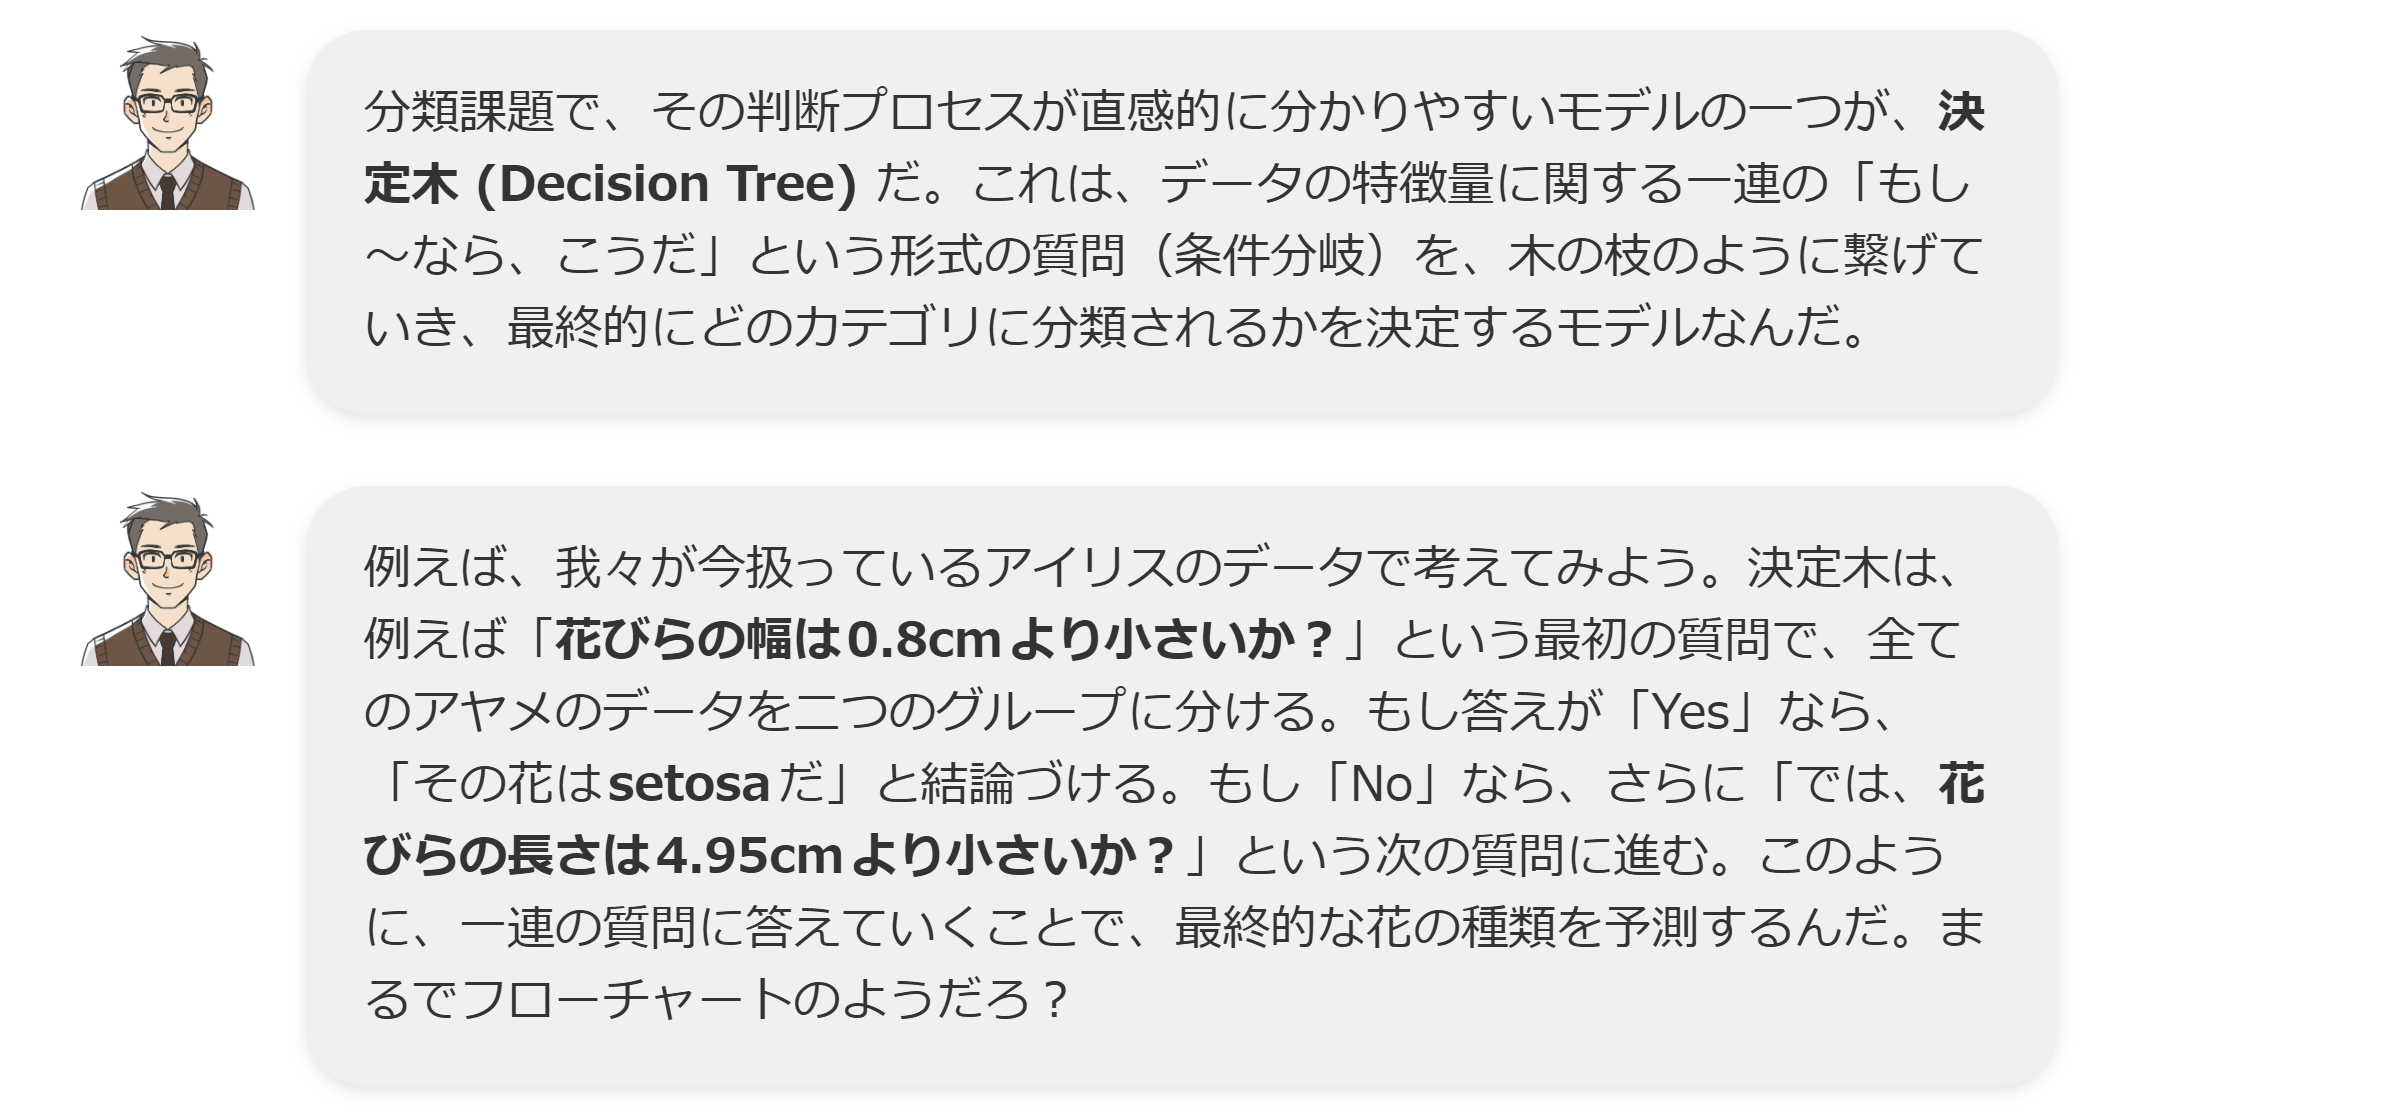 分類課題で、その判断プロセスが直感的に分かりやすいモデルの一つが、決
定木 (Decision Tree) だ。これは、データの特徴量に関する一連の「もし
～なら、こうだ」という形式の質問（条件分岐）を、木の枝のように繋げて
いき、最終的にどのカテゴリに分類されるかを決定するモデルなんだ。
例えば、我々が今扱っているアイリスのデータで考えてみよう。決定木は、
例えば「花びらの幅は0.8cmより小さいか？」という最初の質問で、全て
のアヤメのデータを二つのグループに分ける。もし答えが「Yes」なら、
「その花はsetosaだ」と結論づける。もし「No」なら、さらに「では、花
びらの長さは4.95cmより小さいか？」という次の質問に進む。このよう
に、一連の質問に答えていくことで、最終的な花の種類を予測するんだ。ま
るでフローチャートのようだろ？